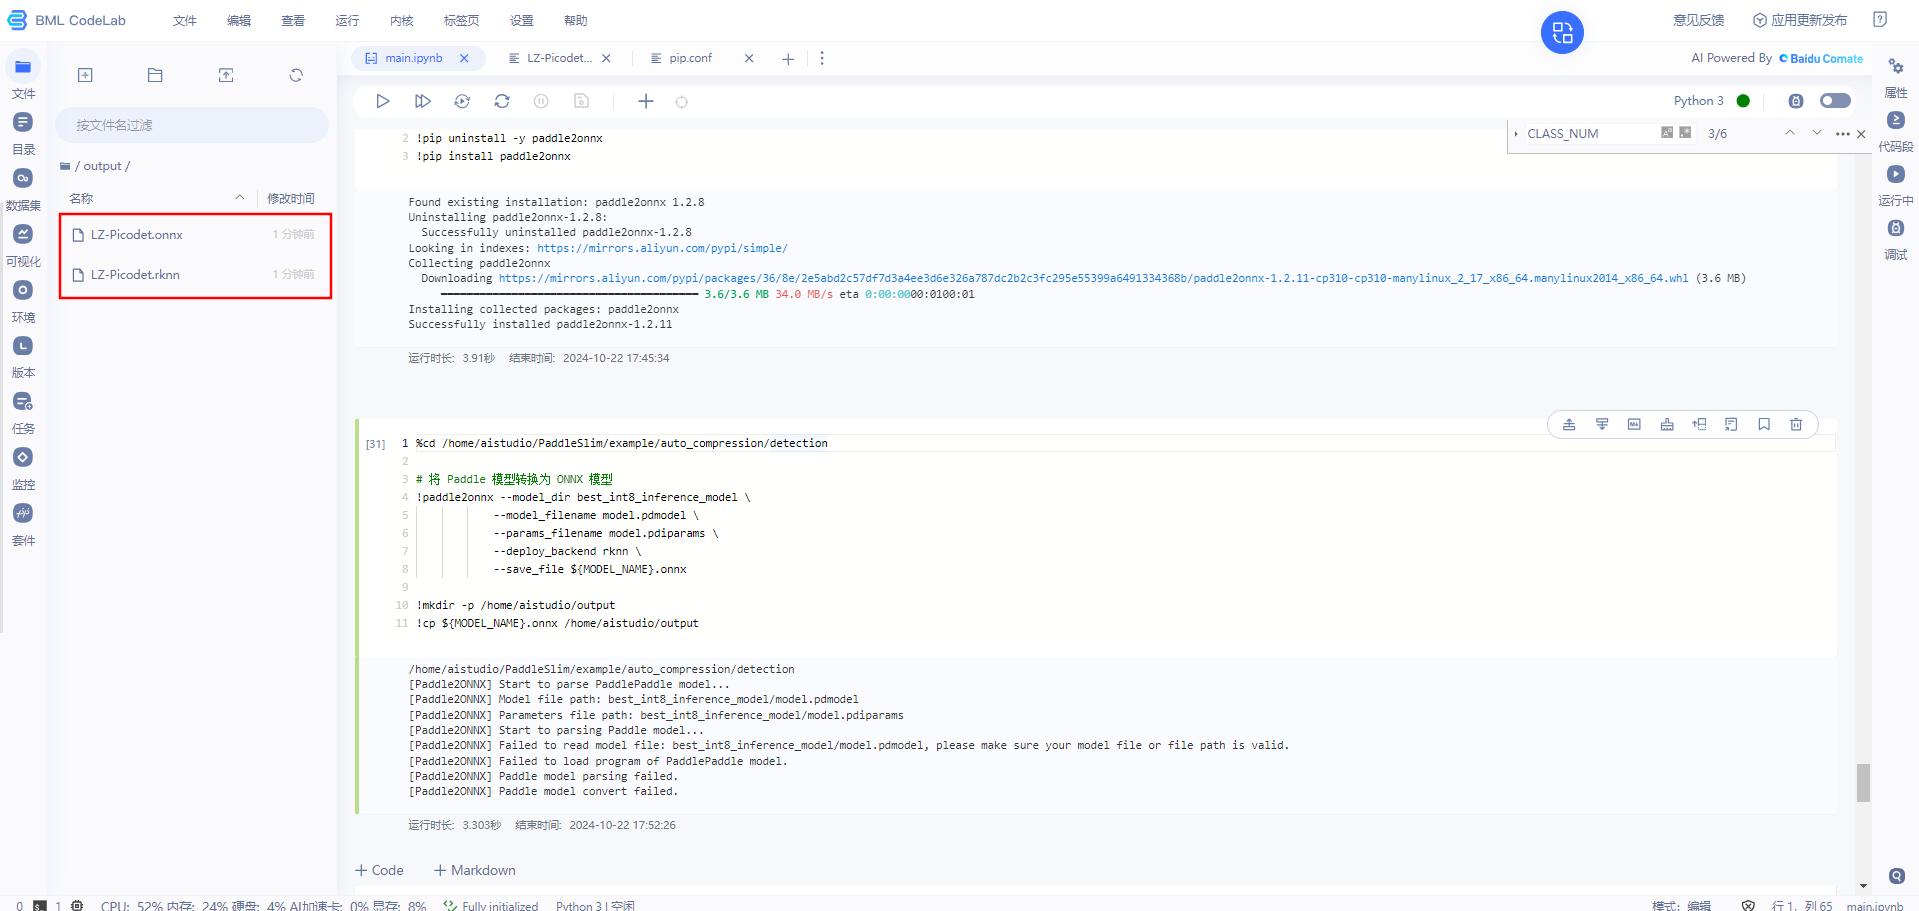 BML CodeLab 文件 编辑 查看 运行 内核 标签页 设置 帮助 意见反馈 应用更新发布
main.ipynb LZ-Picodet... pip.conf AI Powered By Baidu Comate
文件
目录
数据集
可视化
环境
版本
任务
监控
套件
按文件名过滤
/ output /
名称 修改时间
LZ-Picodet.onnx 1 分钟前
LZ-Picodet.rknn 1 分钟前
Python 3
CLASS_NUM 3/6
属性
代码段
运行中
调试
2 !pip uninstall -y paddle2onnx
3 !pip install paddle2onnx
Found existing installation: paddle2onnx 1.2.8
Uninstalling paddle2onnx-1.2.8:
Successfully uninstalled paddle2onnx-1.2.8
Looking in indexes: https://mirrors.aliyun.com/pypi/simple/
Collecting paddle2onnx
Downloading https://mirrors.aliyun.com/pypi/packages/36/8e/2e5abd2c57df7d3a4ee3d6e326a787dc2b2c3fc295e55399a6491334368b/paddle2onnx-1.2.11-cp310-cp310-manylinux_2_17_x86_64.manylinux2014_x86_64.whl (3.6 MB)
3.6/3.6 MB 34.0 MB/s eta 0:00:0000:0100:01
Installing collected packages: paddle2onnx
Successfully installed paddle2onnx-1.2.11
运行时长: 3.91秒 结束时间: 2024-10-22 17:45:34
[31] 1 %cd /home/aistudio/PaddleSlim/example/auto_compression/detection
2
3 # 将 Paddle 模型转换为 ONNX 模型
4 !paddle2onnx --model_dir best_int8_inference_model \
5 --model_filename model.pdmodel \
6 --params_filename model.pdiparams \
7 --deploy_backend rknn \
8 --save_file ${MODEL_NAME}.onnx
9
10 !mkdir -p /home/aistudio/output
11 !cp ${MODEL_NAME}.onnx /home/aistudio/output
/home/aistudio/PaddleSlim/example/auto_compression/detection
[Paddle2ONNX] Start to parse PaddlePaddle model...
[Paddle2ONNX] Model file path: best_int8_inference_model/model.pdmodel
[Paddle2ONNX] Parameters file path: best_int8_inference_model/model.pdiparams
[Paddle2ONNX] Start to parsing Paddle model...
[Paddle2ONNX] Failed to read model file: best_int8_inference_model/model.pdmodel, please make sure your model file or file path is valid.
[Paddle2ONNX] Failed to load program of PaddlePaddle model.
[Paddle2ONNX] Paddle model parsing failed.
[Paddle2ONNX] Paddle model convert failed.
运行时长: 3.303秒 结束时间: 2024-10-22 17:52:26
+ Code + Markdown
0 1 CPU: 52% 内存: 24% 硬盘: 4% AI加速卡: 0% 显存: 8% Fully initialized Python 3 | 空闲 模式: 编辑 行 1, 列 65 main.ipynb